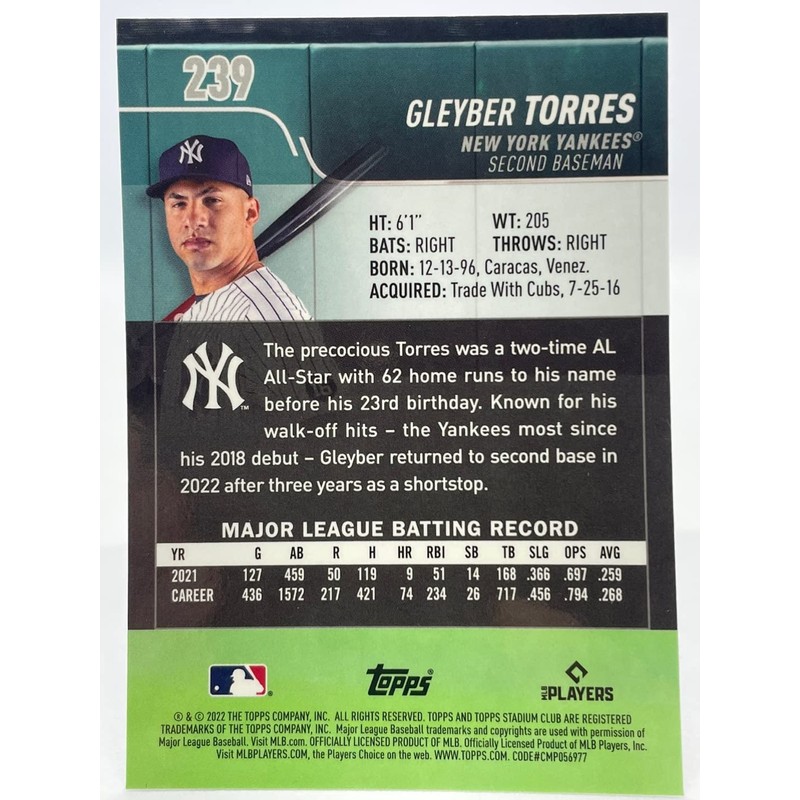 239
GLEYBER TORRES
NEW YORK YANKEES®
SECOND BASEMAN
NY
HT: 6'1" WT: 205
BATS: RIGHT THROWS: RIGHT
BORN: 12-13-96, Caracas, Venez.
ACQUIRED: Trade With Cubs, 7-25-16
NY™
The precocious Torres was a two-time AL
All-Star with 62 home runs to his name
before his 23rd birthday. Known for his
walk-off hits – the Yankees most since
his 2018 debut – Gleyber returned to second base in
2022 after three years as a shortstop.
MAJOR LEAGUE BATTING RECORD
YR G AB R H HR RBI SB TB SLG OPS AVG
2021 127 459 50 119 9 51 14 168 .366 .697 .259
CAREER 436 1572 217 421 74 234 26 717 .456 .794 .268
TOPPS®
MLB PLAYERS
® & © 2022 THE TOPPS COMPANY, INC. ALL RIGHTS RESERVED. TOPPS AND TOPPS STADIUM CLUB ARE REGISTERED
TRADEMARKS OF THE TOPPS COMPANY, INC. Major League Baseball trademarks and copyrights are used with permission of
Major League Baseball. Visit MLB.com. OFFICIALLY LICENSED PRODUCT OF MLB. Officially Licensed Product of MLB Players, Inc.
Visit MLBPLAYERS.COM, the Players Choice on the web. WWW.TOPPS.COM. CODE#CMP056977